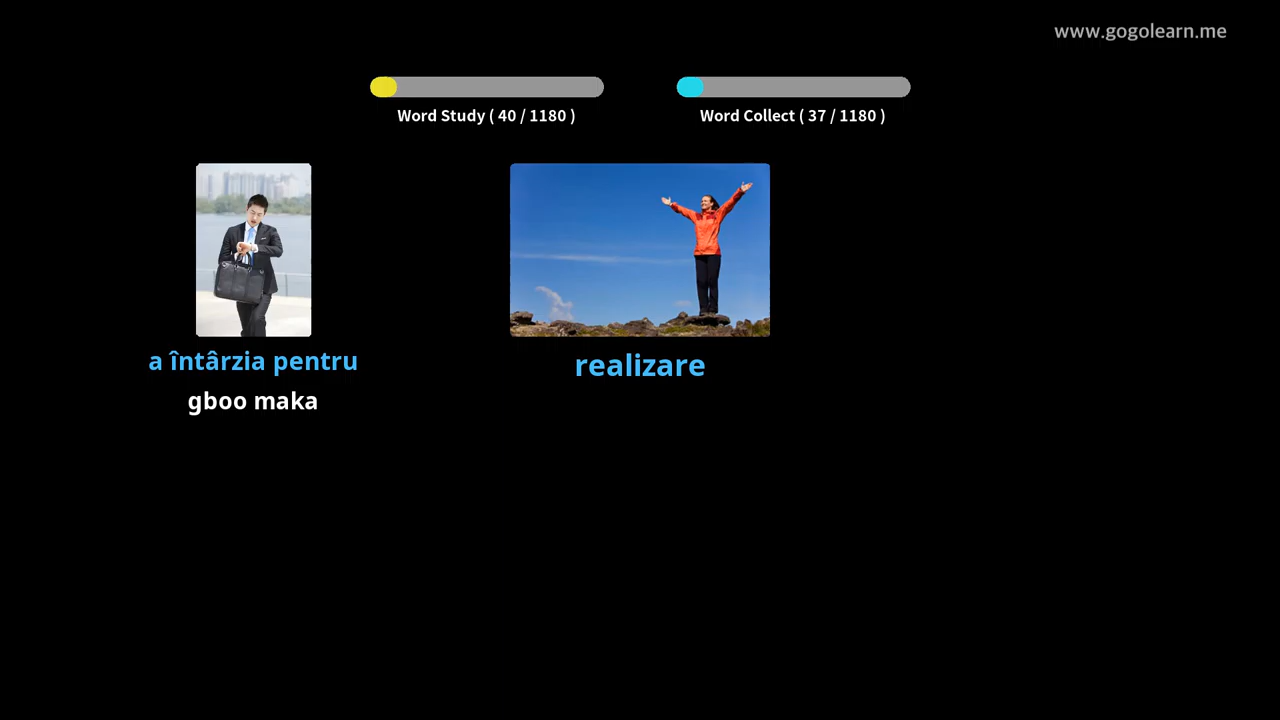 www.gogolearn.me
Word Study ( 40 / 1180 )
Word Collect ( 37 / 1180 )
a întârzia pentru
gboo maka
realizare